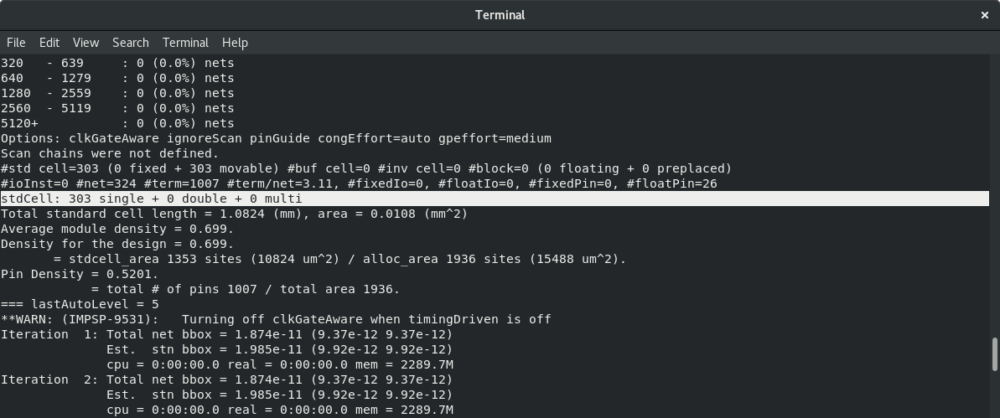 Terminal
×
File Edit View Search Terminal Help
320   - 639     : 0 (0.0%) nets
640   - 1279    : 0 (0.0%) nets
1280  - 2559    : 0 (0.0%) nets
2560  - 5119    : 0 (0.0%) nets
5120+           : 0 (0.0%) nets
Options: clkGateAware ignoreScan pinGuide congEffort=auto gpeffort=medium
Scan chains were not defined.
#std cell=303 (0 fixed + 303 movable) #buf cell=0 #inv cell=0 #block=0 (0 floating + 0 preplaced)
#ioInst=0 #net=324 #term=1007 #term/net=3.11, #fixedIo=0, #floatIo=0, #fixedPin=0, #floatPin=26
stdCell: 303 single + 0 double + 0 multi
Total standard cell length = 1.0824 (mm), area = 0.0108 (mm^2)
Average module density = 0.699.
Density for the design = 0.699.
       = stdcell_area 1353 sites (10824 um^2) / alloc_area 1936 sites (15488 um^2).
Pin Density = 0.5201.
            = total # of pins 1007 / total area 1936.
=== lastAutoLevel = 5
**WARN: (IMPSP-9531):   Turning off clkGateAware when timingDriven is off
Iteration  1: Total net bbox = 1.874e-11 (9.37e-12 9.37e-12)
              Est.  stn bbox = 1.985e-11 (9.92e-12 9.92e-12)
              cpu = 0:00:00.0 real = 0:00:00.0 mem = 2289.7M
Iteration  2: Total net bbox = 1.874e-11 (9.37e-12 9.37e-12)
              Est.  stn bbox = 1.985e-11 (9.92e-12 9.92e-12)
              cpu = 0:00:00.0 real = 0:00:00.0 mem = 2289.7M